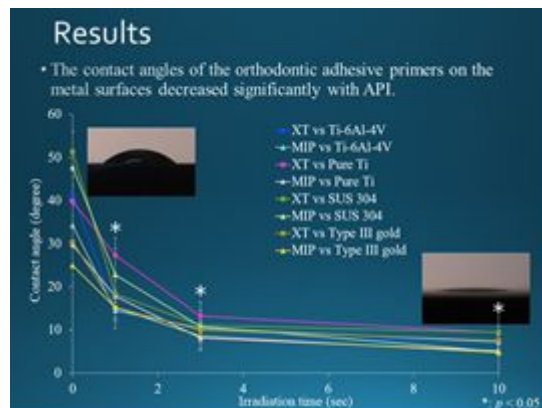 Results
• The contact angles of the orthodontic adhesive primers on the
metal surfaces decreased significantly with API.
60
50
40
30
20
10
0
Contact angle (degree)
XT vs Ti-6Al-4V
MIP vs Ti-6Al-4V
XT vs Pure Ti
MIP vs Pure Ti
XT vs SUS 304
MIP vs SUS 304
XT vs Type III gold
MIP vs Type III gold
*
*
*
0 2 4 6 8 10
Irradiation time (sec)
*: p < 0.05